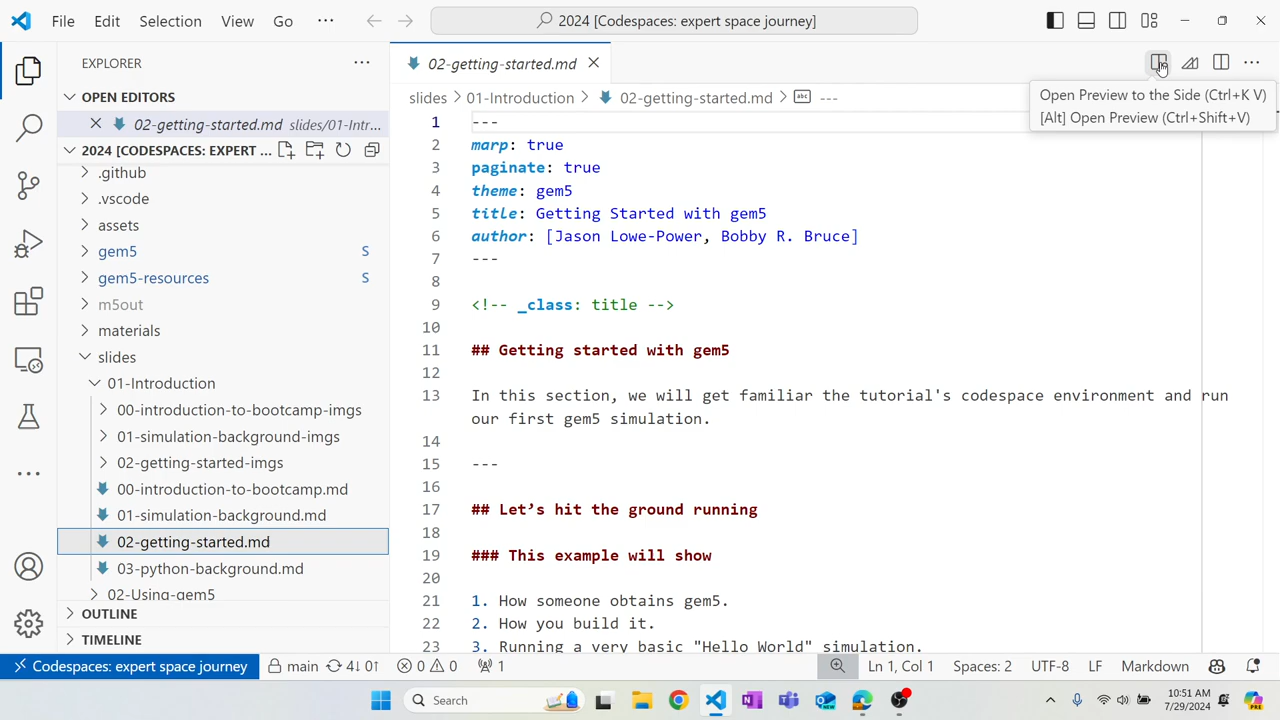 File Edit Selection View Go ··· 2024 [Codespaces: expert space journey]
EXPLORER ···
OPEN EDITORS
02-getting-started.md slides/01-Intr...
2024 [CODESPACES: EXPERT ...
.github
.vscode
assets
gem5 S
gem5-resources S
m5out
materials
slides
01-Introduction
00-introduction-to-bootcamp-imgs
01-simulation-background-imgs
02-getting-started-imgs
00-introduction-to-bootcamp.md
01-simulation-background.md
02-getting-started.md
03-python-background.md
02-Using-gem5
OUTLINE
TIMELINE
02-getting-started.md
slides > 01-Introduction > 02-getting-started.md > abc ---
Open Preview to the Side (Ctrl+K V)
[Alt] Open Preview (Ctrl+Shift+V)
1 ---
2 marp: true
3 paginate: true
4 theme: gem5
5 title: Getting Started with gem5
6 author: [Jason Lowe-Power, Bobby R. Bruce]
7 ---
8
9 <!-- _class: title -->
10
11 ## Getting started with gem5
12
13 In this section, we will get familiar the tutorial's codespace environment and run
our first gem5 simulation.
14
15 ---
16
17 ## Let’s hit the ground running
18
19 ### This example will show
20
21 1. How someone obtains gem5.
22 2. How you build it.
23 3. Running a very basic "Hello World" simulation.
Codespaces: expert space journey main 4↓ 0↑ 0 0 1 Ln 1, Col 1 Spaces: 2 UTF-8 LF Markdown
Search
10:51 AM
7/29/2024
PRE